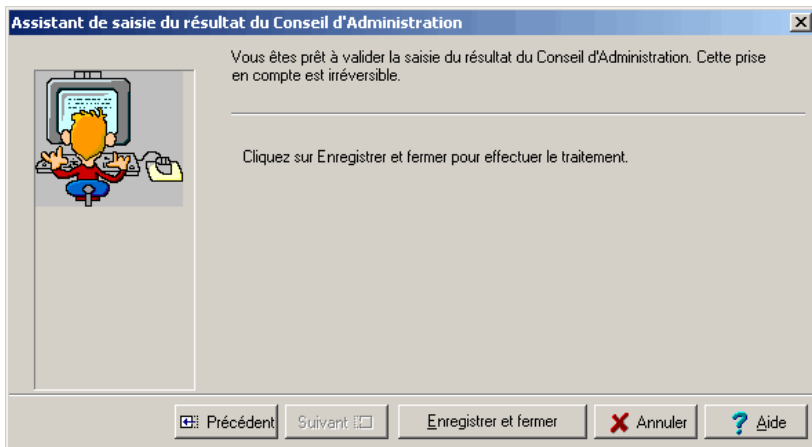 Assistant de saisie du résultat du Conseil d'Administration
Vous êtes prêt à valider la saisie du résultat du Conseil d'Administration. Cette prise
en compte est irréversible.
Cliquez sur Enregistrer et fermer pour effectuer le traitement.
Précédent Suivant Enregistrer et fermer Annuler Aide